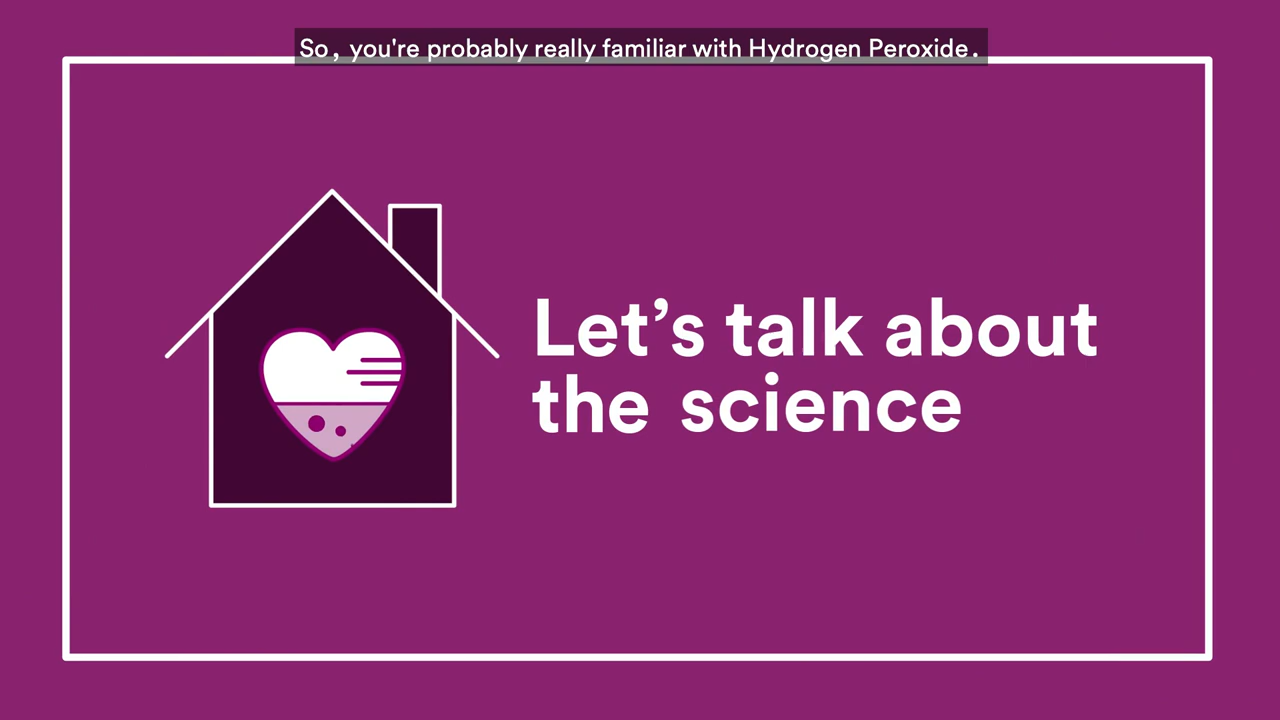 So, you're probably really familiar with Hydrogen Peroxide.
Let’s talk about
the science